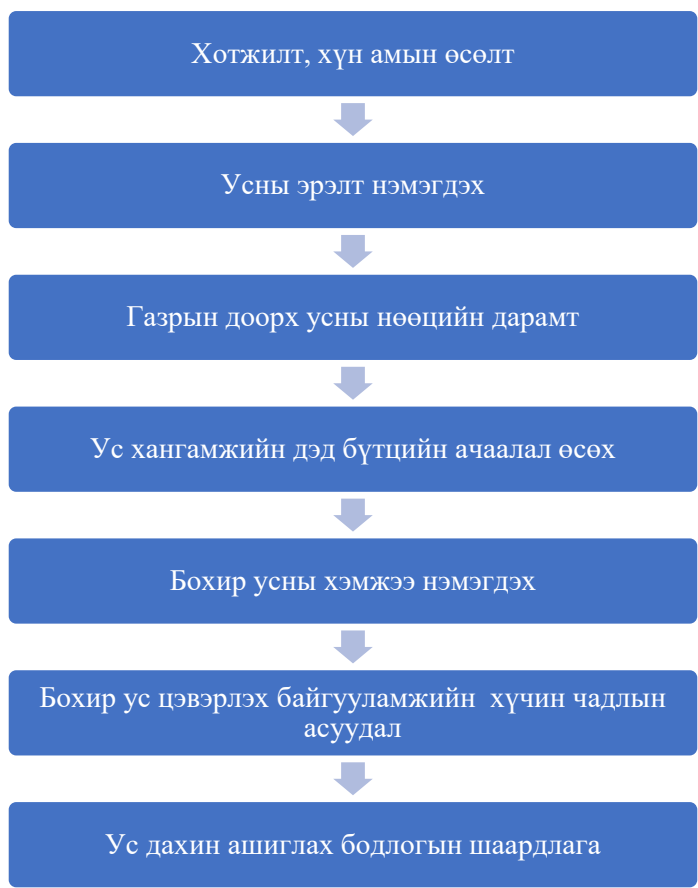 Хотжилт, хүн амын өсөлт
Усны эрэлт нэмэгдэх
Газрын доорх усны нөөцийн дарамт
Ус хангамжийн дэд бүтцийн ачаалал өсөх
Бохир усны хэмжээ нэмэгдэх
Бохир ус цэвэрлэх байгууламжийн хүчин чадлын
асуудал
Ус дахин ашиглах бодлогын шаардлага